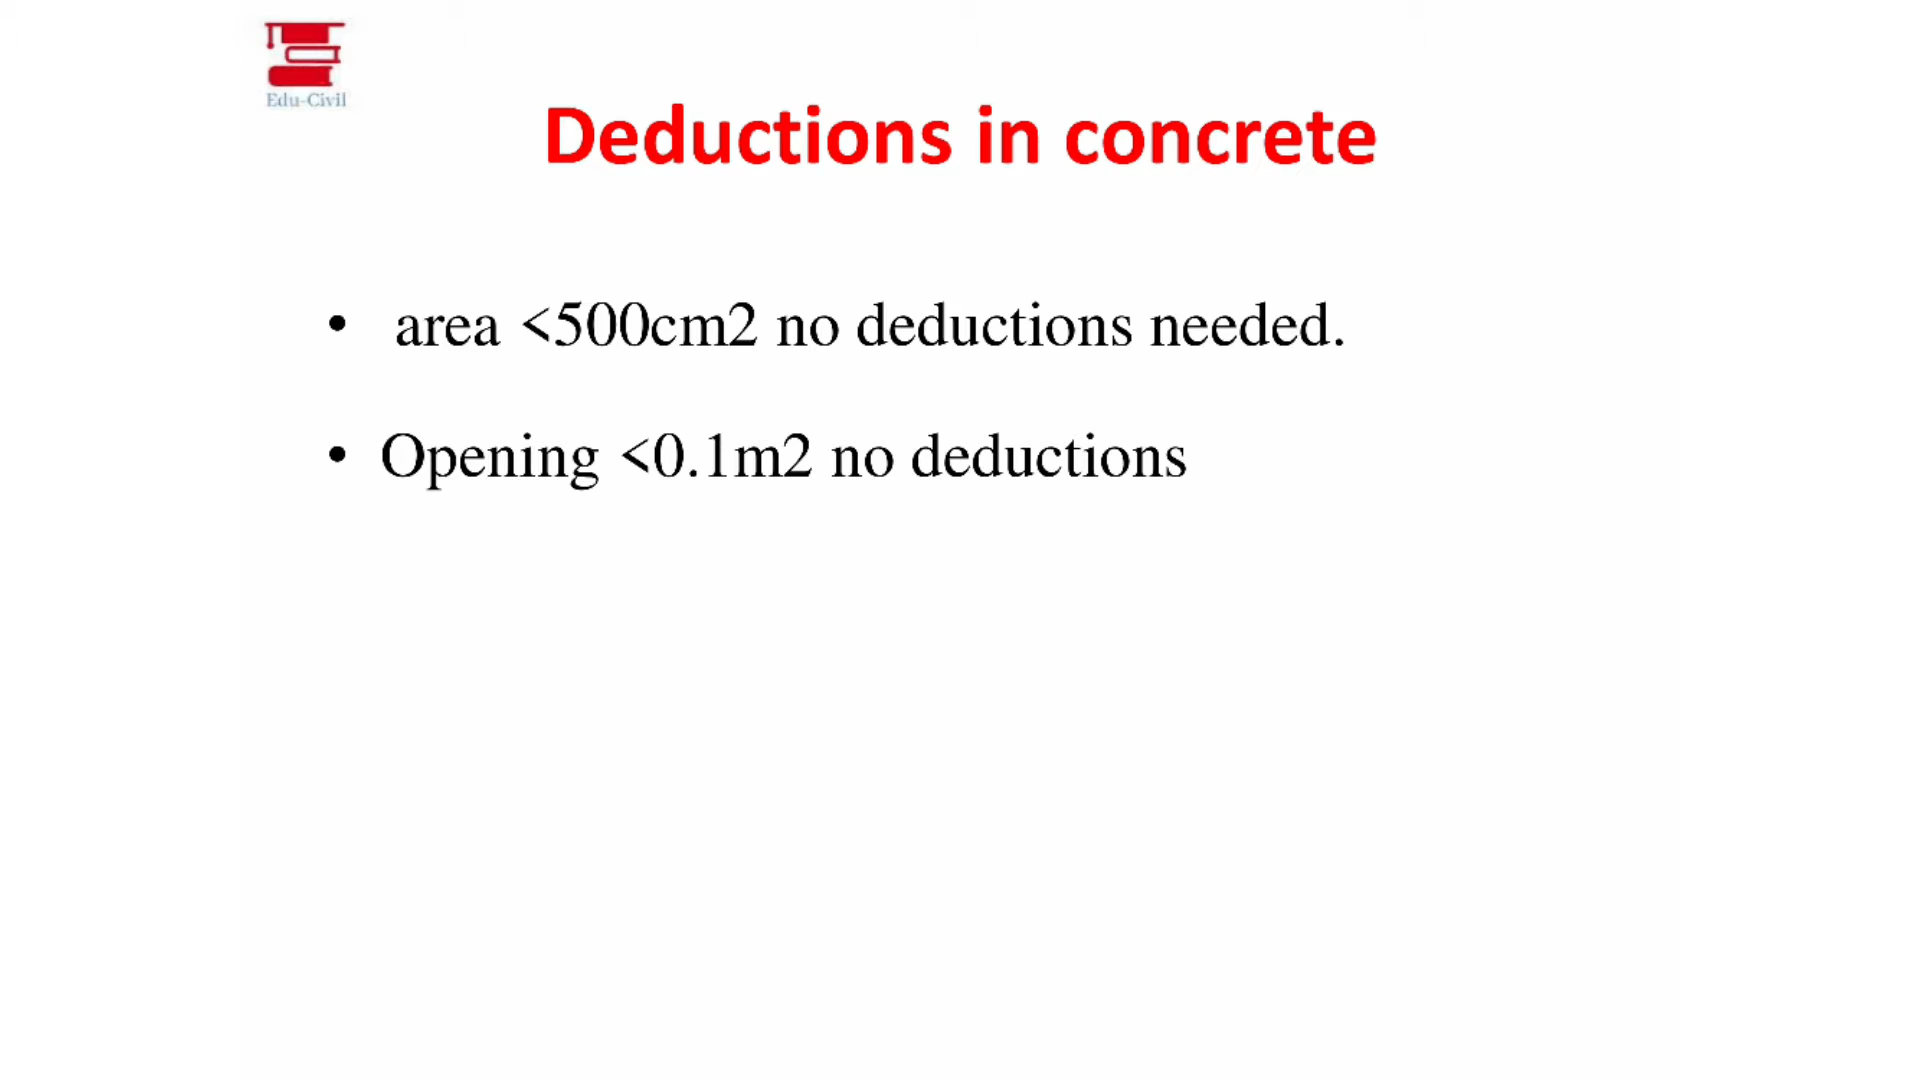 Edu-Civil
Deductions in concrete
• area <500cm2 no deductions needed.
• Opening <0.1m2 no deductions